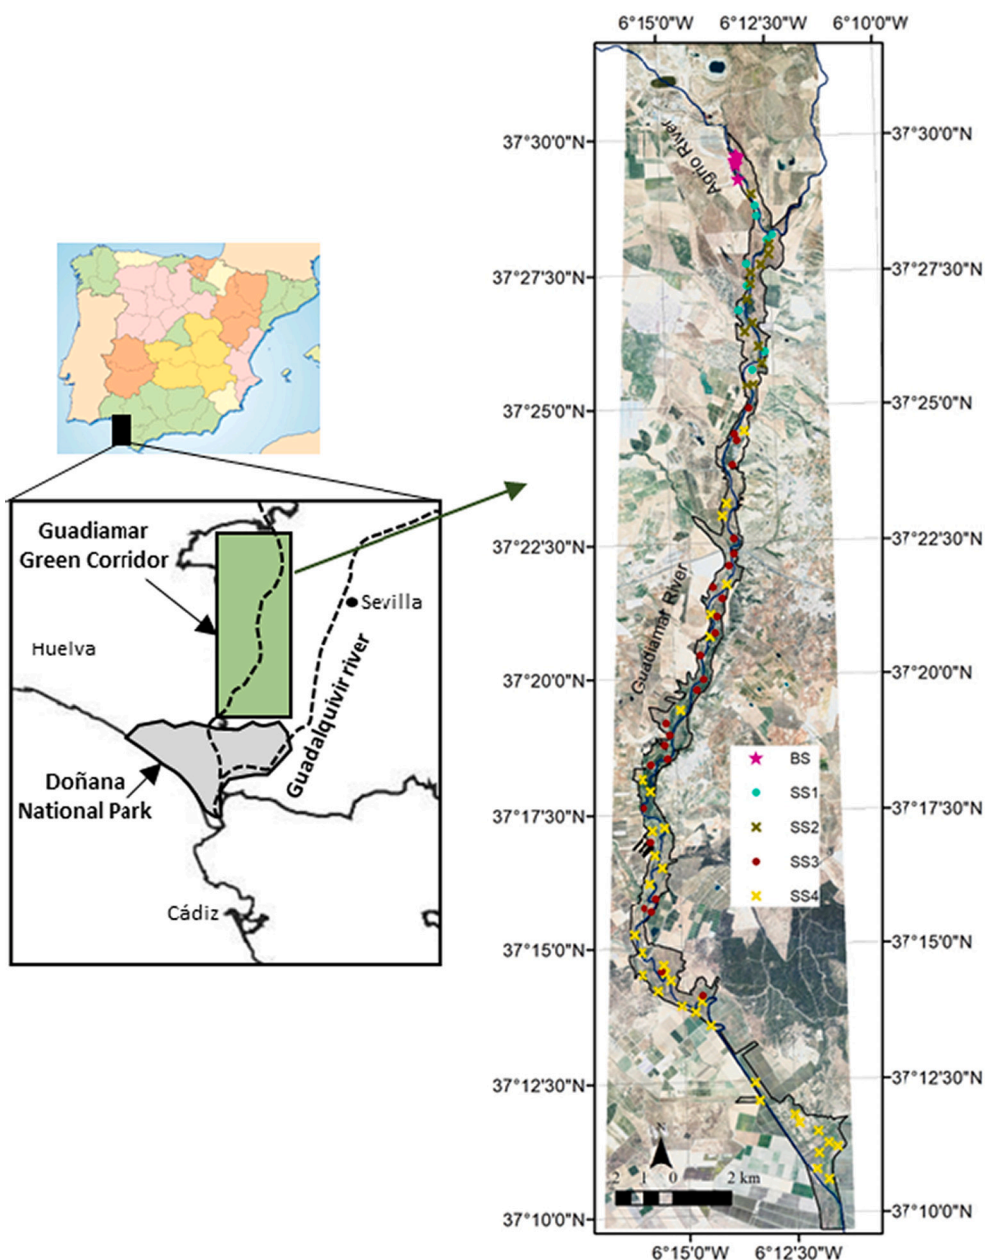 6°15'0"W 6°12'30"W 6°10'0"W
37°30'0"N 37°30'0"N
Agrio River
37°27'30"N 37°27'30"N
37°25'0"N 37°25'0"N
37°22'30"N 37°22'30"N
Guadiamar River
37°20'0"N 37°20'0"N
37°17'30"N 37°17'30"N
37°15'0"N 37°15'0"N
37°12'30"N 37°12'30"N
37°10'0"N 37°10'0"N
6°15'0"W 6°12'30"W
BS
SS1
SS2
SS3
SS4
N
2 1 0 2 km
Guadiamar
Green Corridor
Sevilla
Huelva
Guadalquivir river
Doñana
National Park
Cádiz